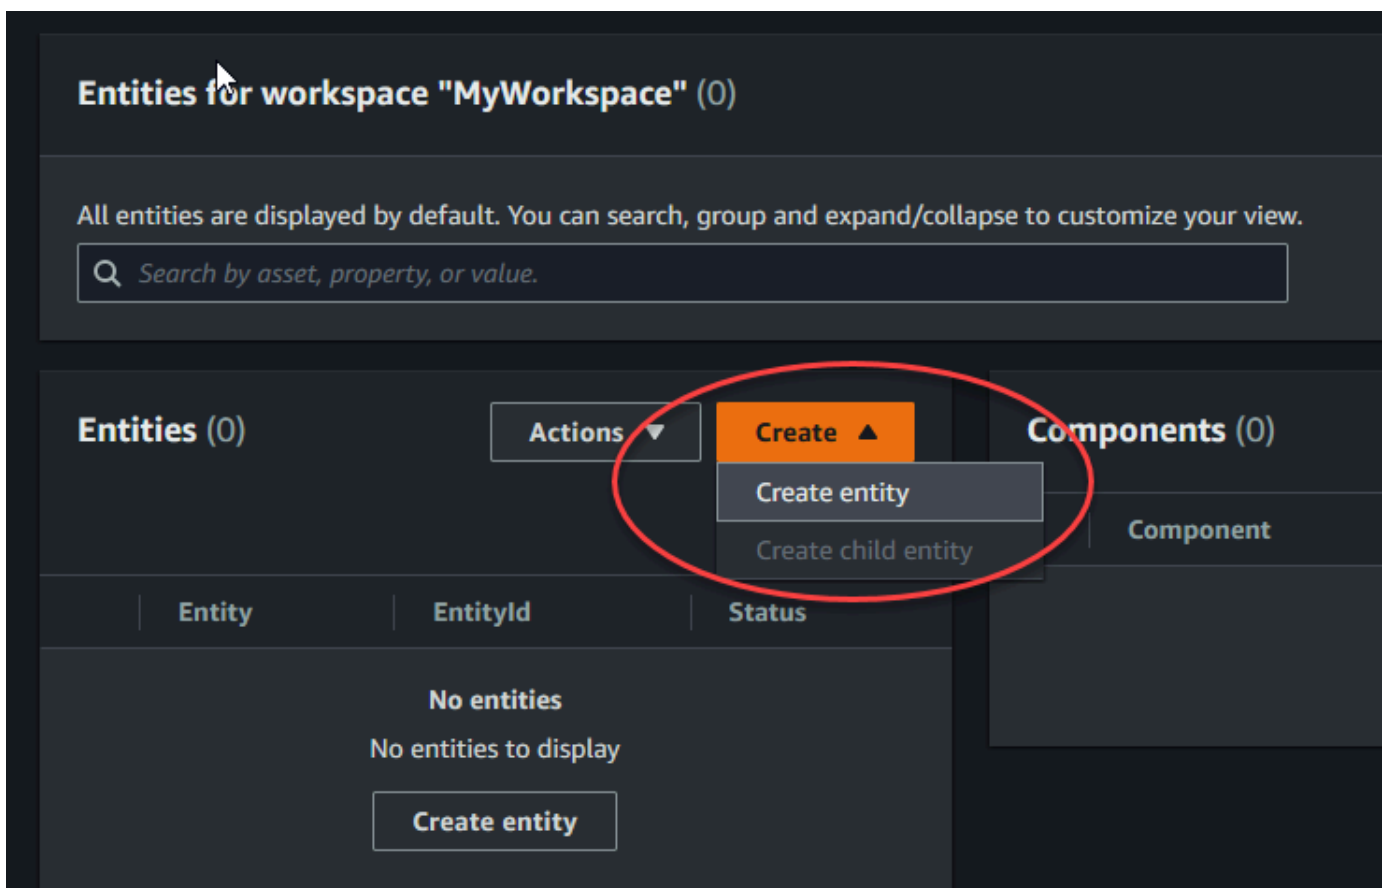 Entities for workspace "MyWorkspace" (0)
All entities are displayed by default. You can search, group and expand/collapse to customize your view.
Search by asset, property, or value.
Entities (0)
Actions
Create
Create entity
Create child entity
Entity
EntityId
Status
No entities
No entities to display
Create entity
Components (0)
Component